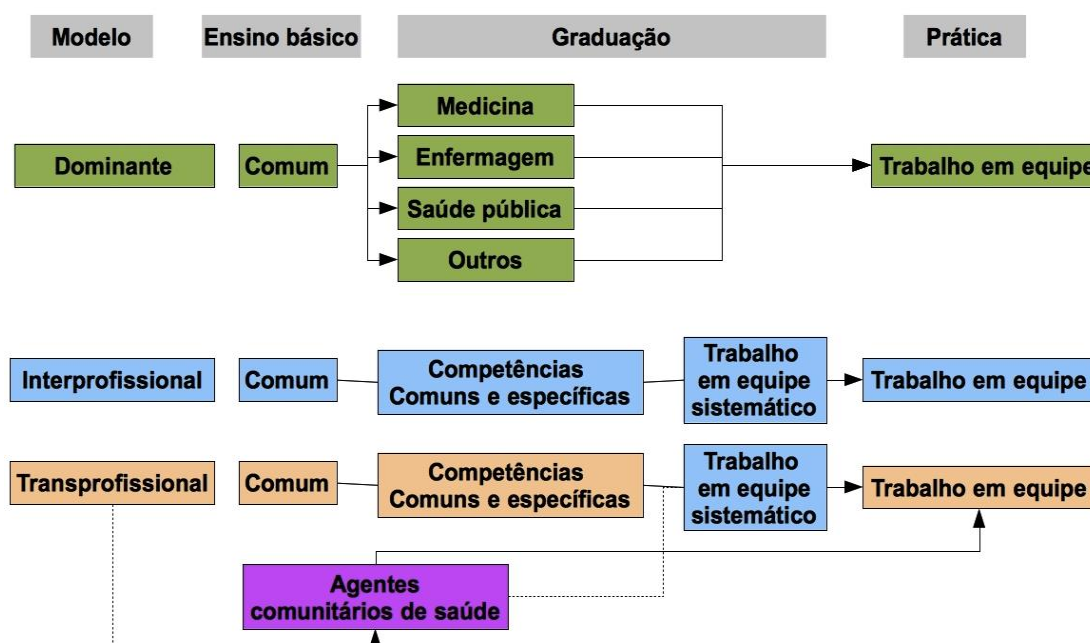 Modelo
Ensino básico
Graduação
Prática
Dominante
Comum
Medicina
Enfermagem
Saúde pública
Outros
Trabalho em equipe
Interprofissional
Comum
Competências
Comuns e específicas
Trabalho
em equipe
sistemático
Trabalho em equipe
Transprofissional
Comum
Competências
Comuns e específicas
Trabalho
em equipe
sistemático
Trabalho em equipe
Agentes
comunitários de saúde